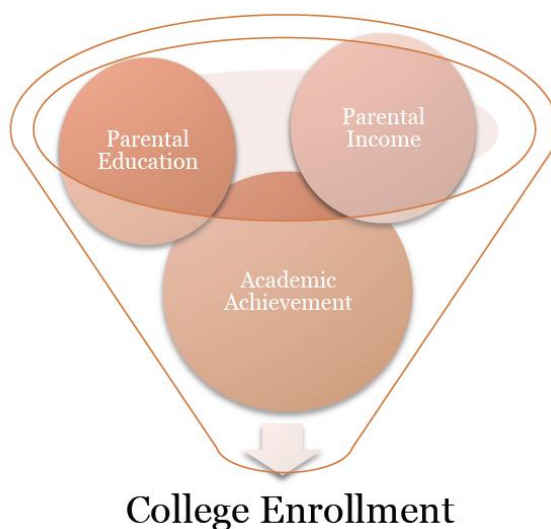 Parental
Education
Parental
Income
Academic
Achievement
College Enrollment